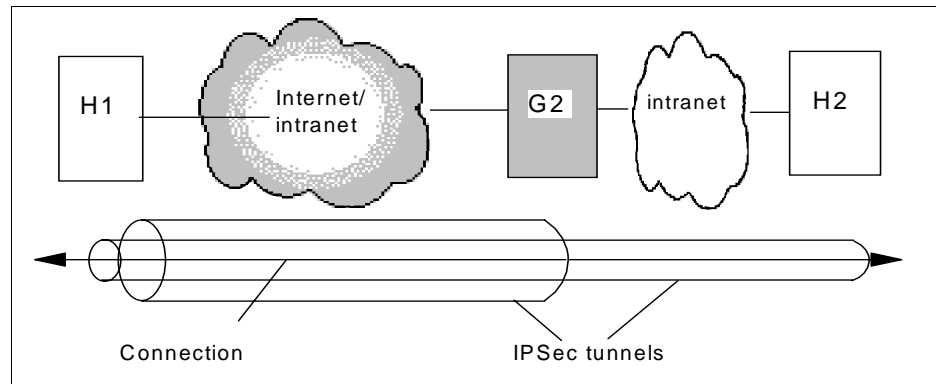 H1
Internet/
intranet
G2
intranet
H2
Connection
IPSec tunnels